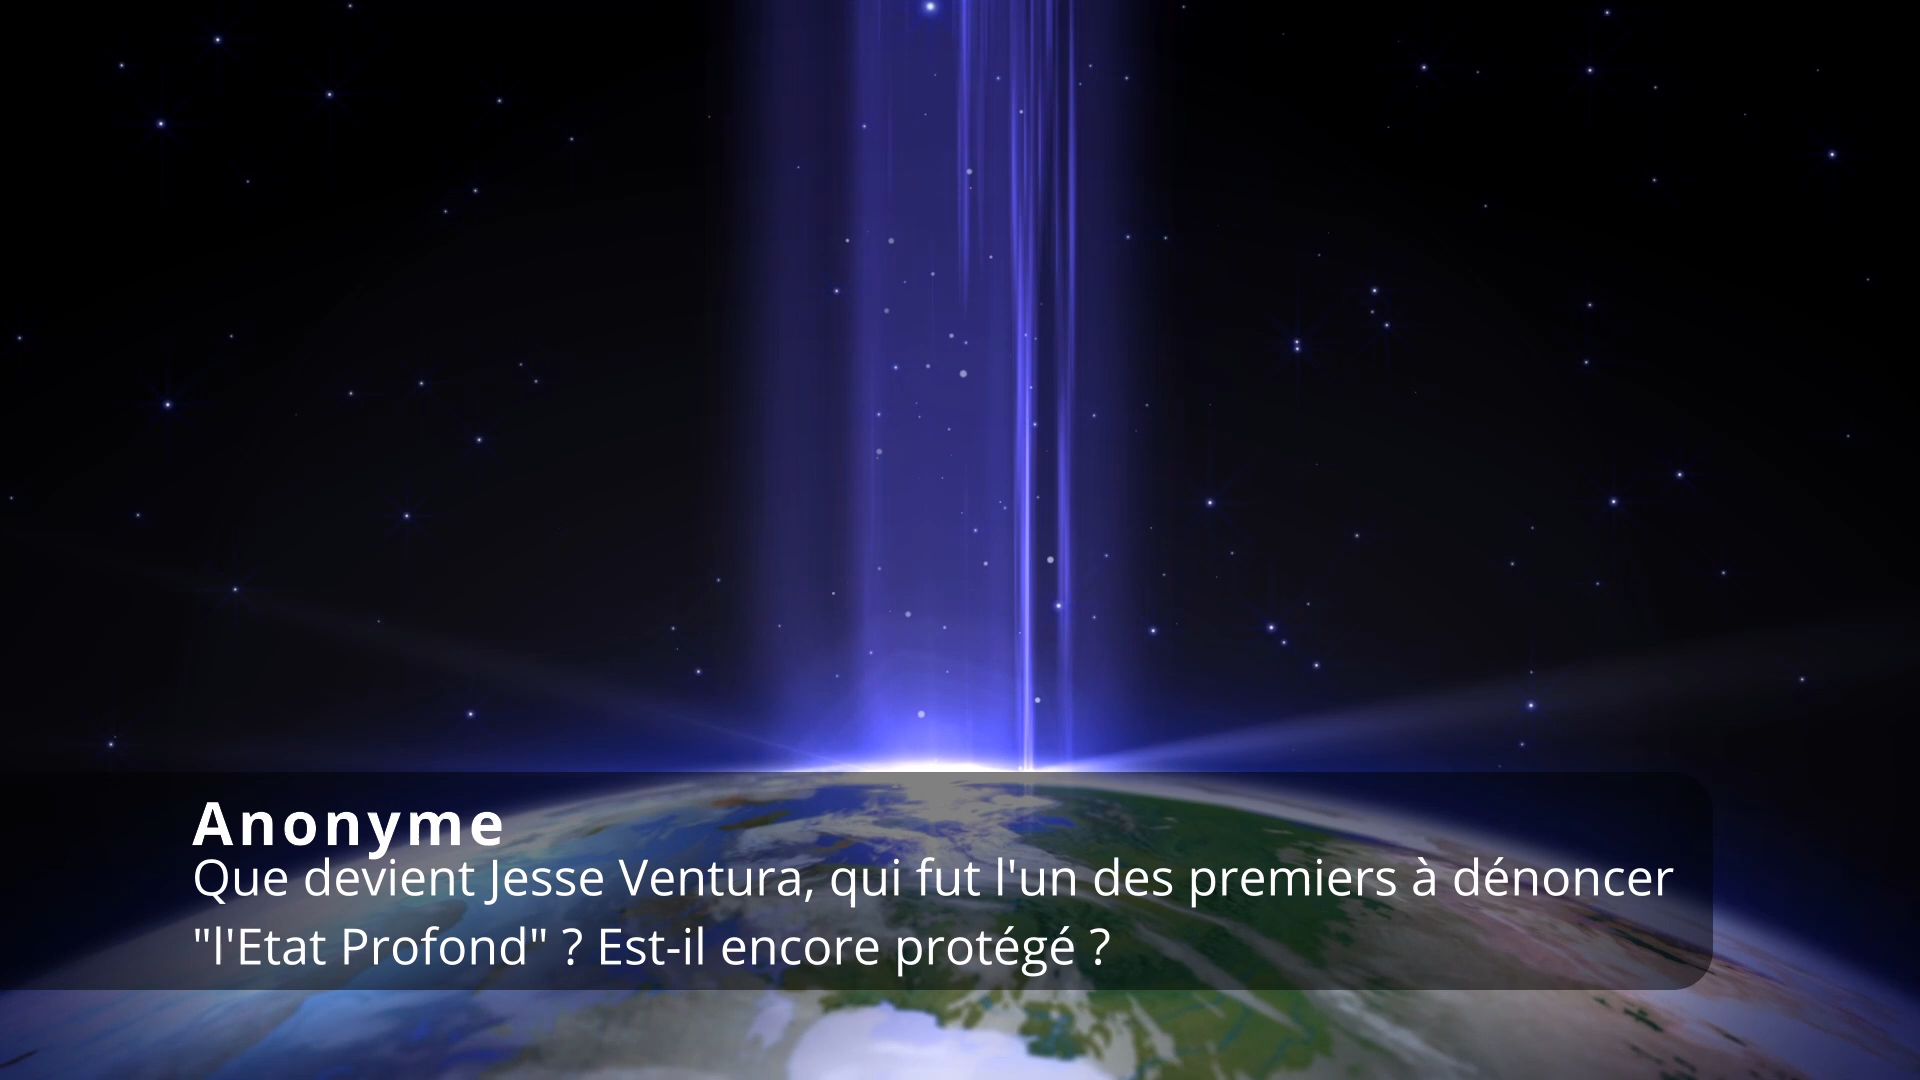 Anonyme
Que devient Jesse Ventura, qui fut l'un des premiers à dénoncer
"l'Etat Profond" ? Est-il encore protégé ?